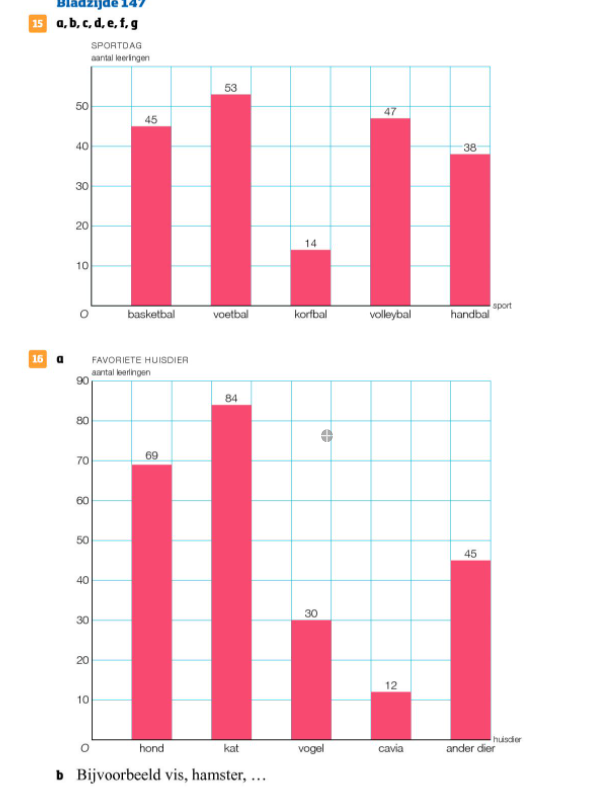 Bladzijde 147
15 a, b, c, d, e, f, g
SPORTDAG
aantal leerlingen
53
50
47
45
40
38
30
20
14
10
O basketbal voetbal korfbal volleybal handbal sport
16 a FAVORIETE HUISDIER
aantal leerlingen
90
84
80
70
69
60
50
45
40
30 30
20
12
10
O hond kat vogel cavia ander dier huisdier
b Bijvoorbeeld vis, hamster, …